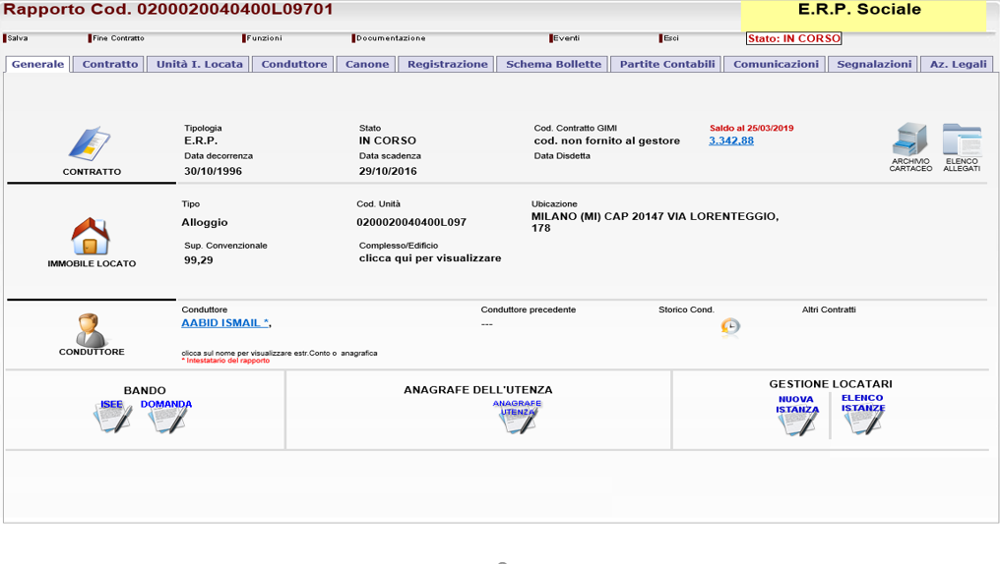 Rapporto Cod. 0200020040400L09701
E.R.P. Sociale
Salva Fine Contratto Funzioni Documentazione Eventi Esci Stato: IN CORSO
Generale Contratto Unità I. Locata Conduttore Canone Registrazione Schema Bollette Partite Contabili Comunicazioni Segnalazioni Az. Legali
Tipologia Stato Cod. Contratto GIMI Saldo al 25/03/2019
E.R.P. IN CORSO cod. non fornito al gestore 3.342,88
Data decorrenza Data scadenza Data Disdetta
30/10/1996 29/10/2016
CONTRATTO
ARCHIVIO CARTACEO
ELENCO ALLEGATI
Tipo Cod. Unità Ubicazione
Alloggio 0200020040400L097 MILANO (MI) CAP 20147 VIA LORENTEGGIO,
178
Sup. Convenzionale Complesso/Edificio
99,29 clicca qui per visualizzare
IMMOBILE LOCATO
Conduttore Conduttore precedente Storico Cond. Altri Contratti
AABID ISMAIL *, ---
CONDUTTORE
clicca sul nome per visualizzare estr.Conto o anagrafica
* Intestatario del rapporto
BANDO
ISEE DOMANDA
ANAGRAFE DELL'UTENZA
ANAGRAFE
UTENZA
GESTIONE LOCATARI
NUOVA ISTANZA
ELENCO ISTANZE